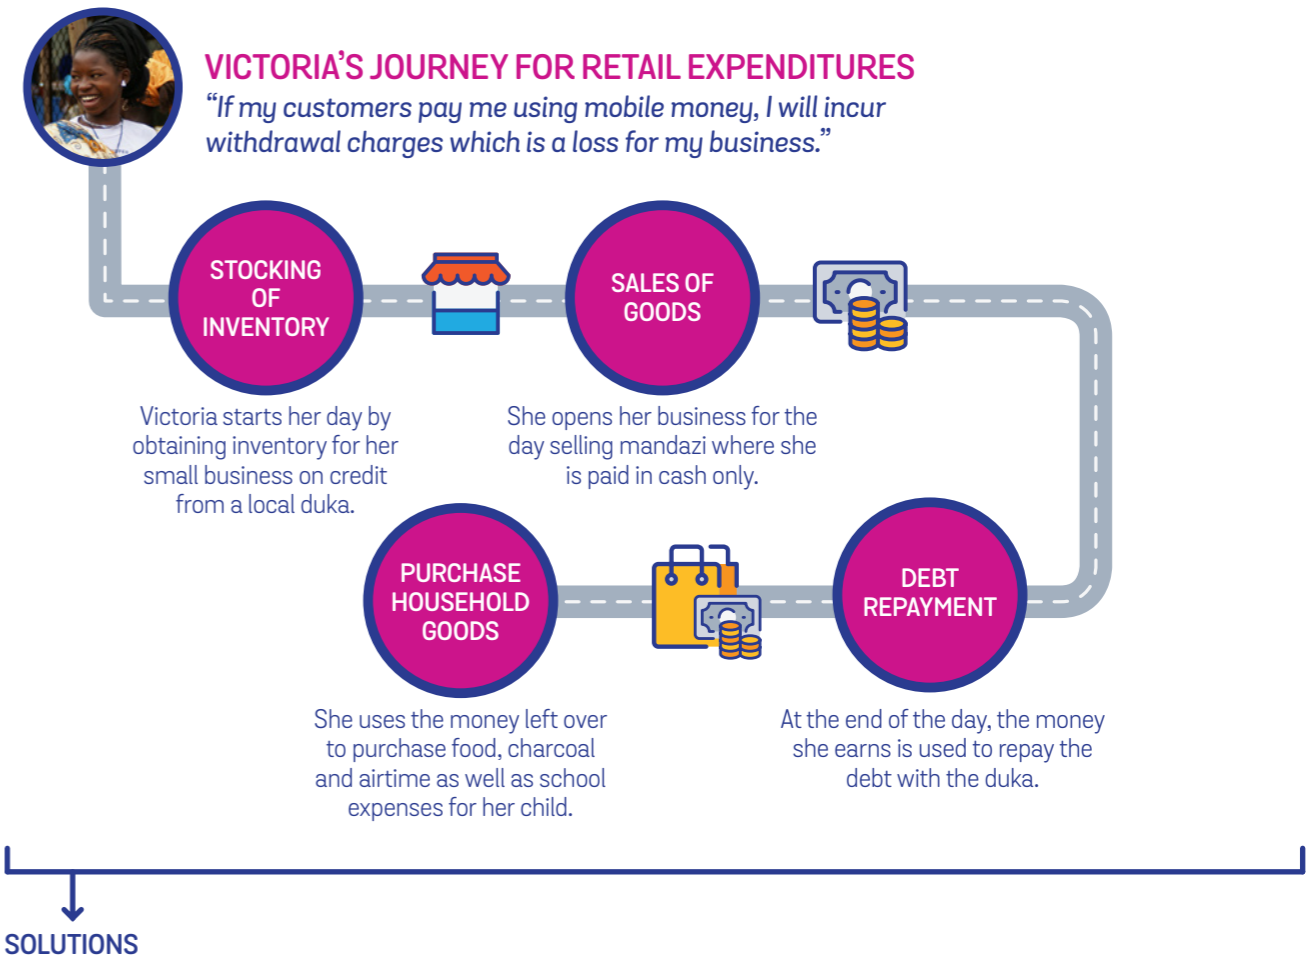 VICTORIA’S JOURNEY FOR RETAIL EXPENDITURES
“If my customers pay me using mobile money, I will incur
withdrawal charges which is a loss for my business.”
STOCKING
OF
INVENTORY
Victoria starts her day by
obtaining inventory for her
small business on credit
from a local duka.
SALES OF
GOODS
She opens her business for the
day selling mandazi where she
is paid in cash only.
DEBT
REPAYMENT
At the end of the day, the money
she earns is used to repay the
debt with the duka.
PURCHASE
HOUSEHOLD
GOODS
She uses the money left over
to purchase food, charcoal
and airtime as well as school
expenses for her child.
SOLUTIONS